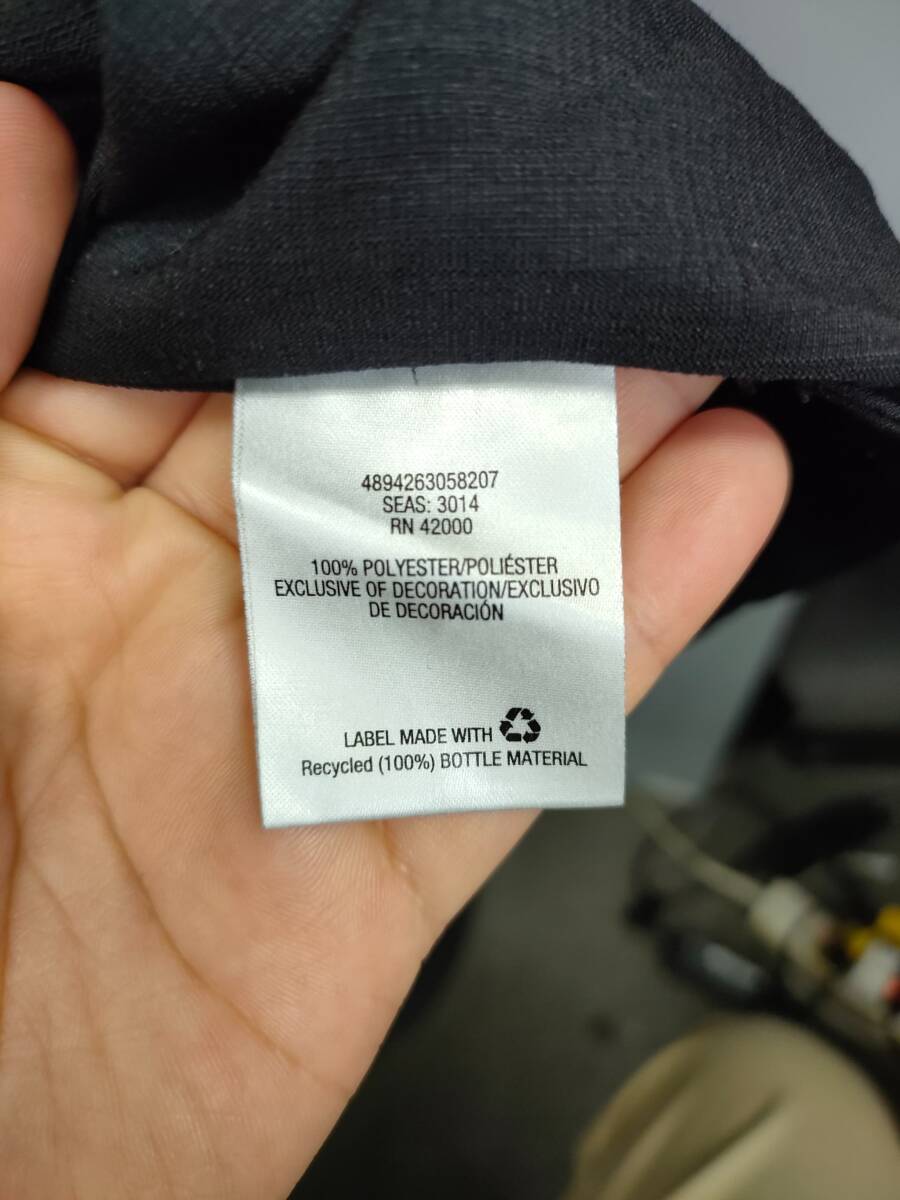 4894263058207
SEAS: 3014
RN 42000
100% POLYESTER/POLIÉSTER
EXCLUSIVE OF DECORATION/EXCLUSIVO
DE DECORACIÓN
LABEL MADE WITH
Recycled (100%) BOTTLE MATERIAL